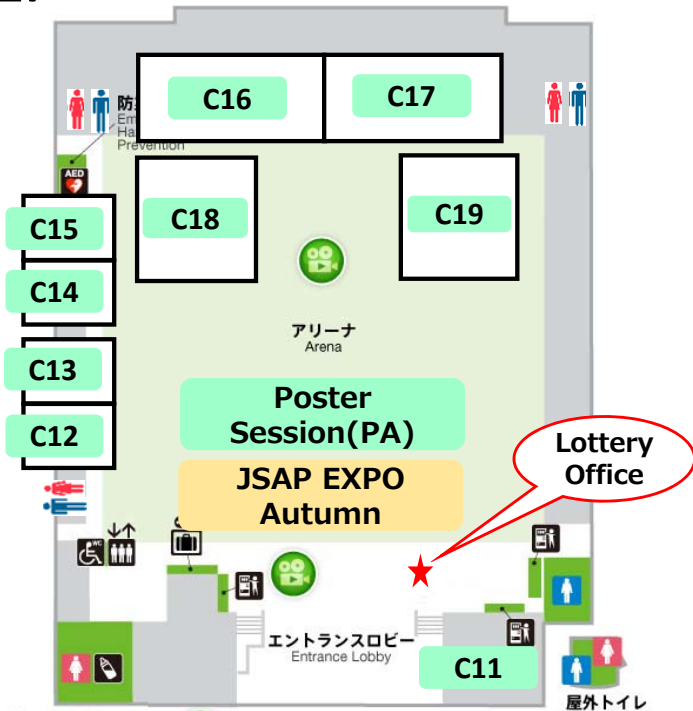 C16
C17
防
Em
Ha
Prevention
AED
C15
C18
C19
C14
アリーナ
Arena
C13
Poster
Session(PA)
C12
Lottery
Office
JSAP EXPO
Autumn
WC
エントランスロビー
Entrance Lobby
C11
屋外トイレ